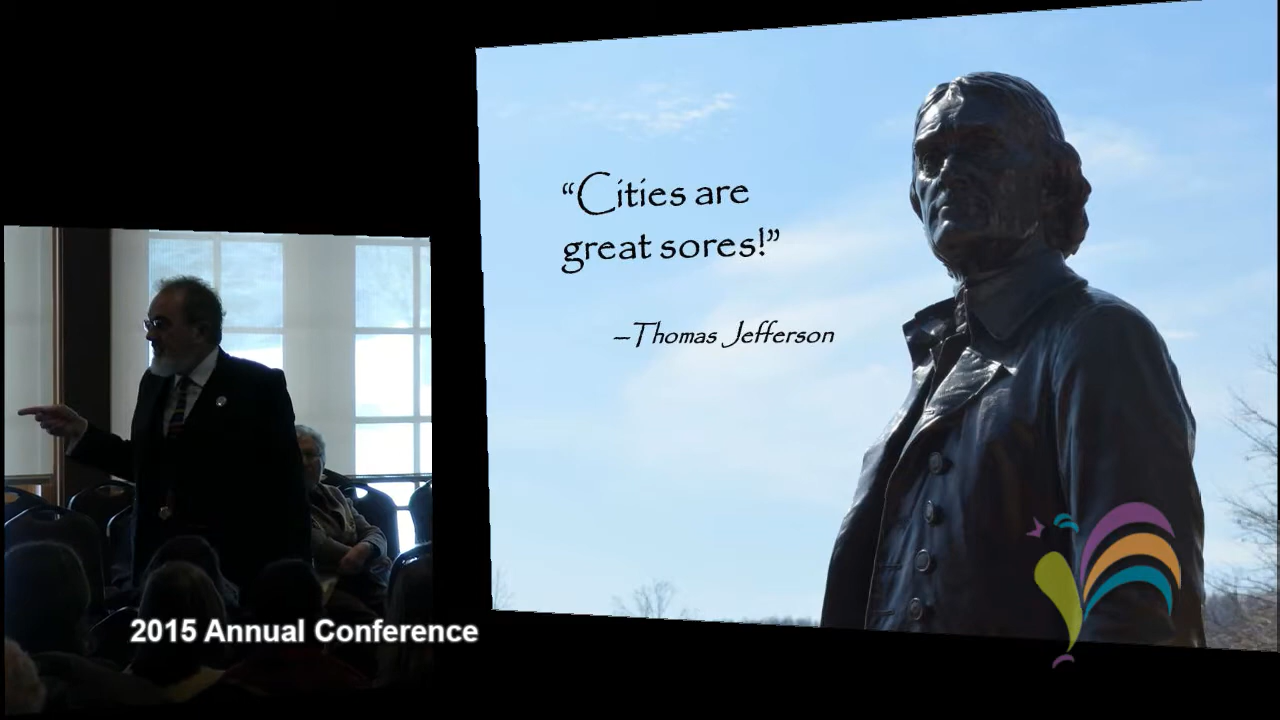 “Cities are
great sores!”
–Thomas Jefferson
2015 Annual Conference